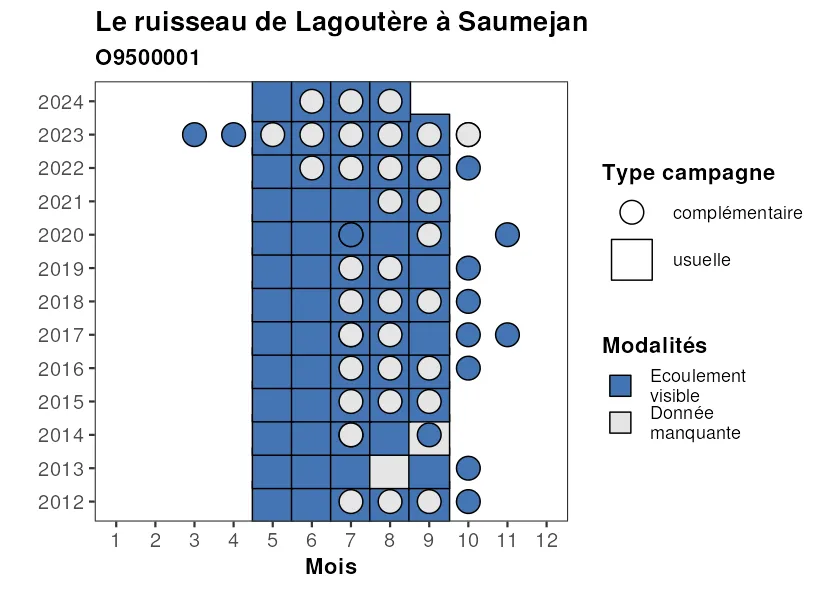 Le ruisseau de Lagoutère à Saumejan
O9500001
2024
2023
2022
2021
2020
2019
2018
2017
2016
2015
2014
2013
2012
1 2 3 4 5 6 7 8 9 10 11 12
Mois
Type campagne
complémentaire
usuelle
Modalités
Ecoulement
visible
Donnée
manquante